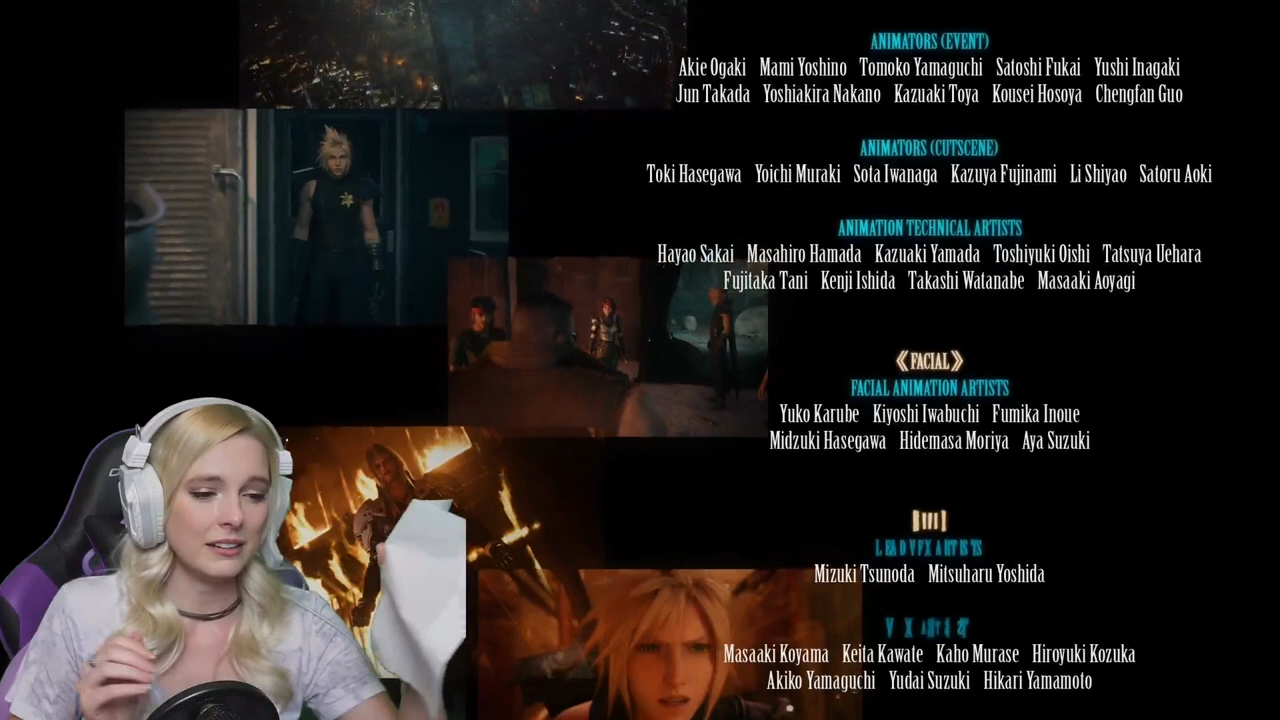 ANIMATORS (EVENT)
Akie Ogaki Mami Yoshino Tomoko Yamaguchi Satoshi Fukai Yushi Inagaki
Jun Takada Yoshiakira Nakano Kazuaki Toya Kousei Hosoya Chengfan Guo
ANIMATORS (CUTSCENE)
Toki Hasegawa Yoichi Muraki Sota Iwanaga Kazuya Fujinami Li Shiyao Satoru Aoki
ANIMATION TECHNICAL ARTISTS
Hayao Sakai Masahiro Hamada Kazuaki Yamada Toshiyuki Oishi Tatsuya Uehara
Fujitaka Tani Kenji Ishida Takashi Watanabe Masaaki Aoyagi
《FACIAL》
FACIAL ANIMATION ARTISTS
Yuko Karube Kiyoshi Iwabuchi Fumika Inoue
Midzuki Hasegawa Hidemasa Moriya Aya Suzuki
LEAD VFX ARTISTS
Mizuki Tsunoda Mitsuharu Yoshida
Masaaki Koyama Keita Kawate Kaho Murase Hiroyuki Kozuka
Akiko Yamaguchi Yudai Suzuki Hikari Yamamoto